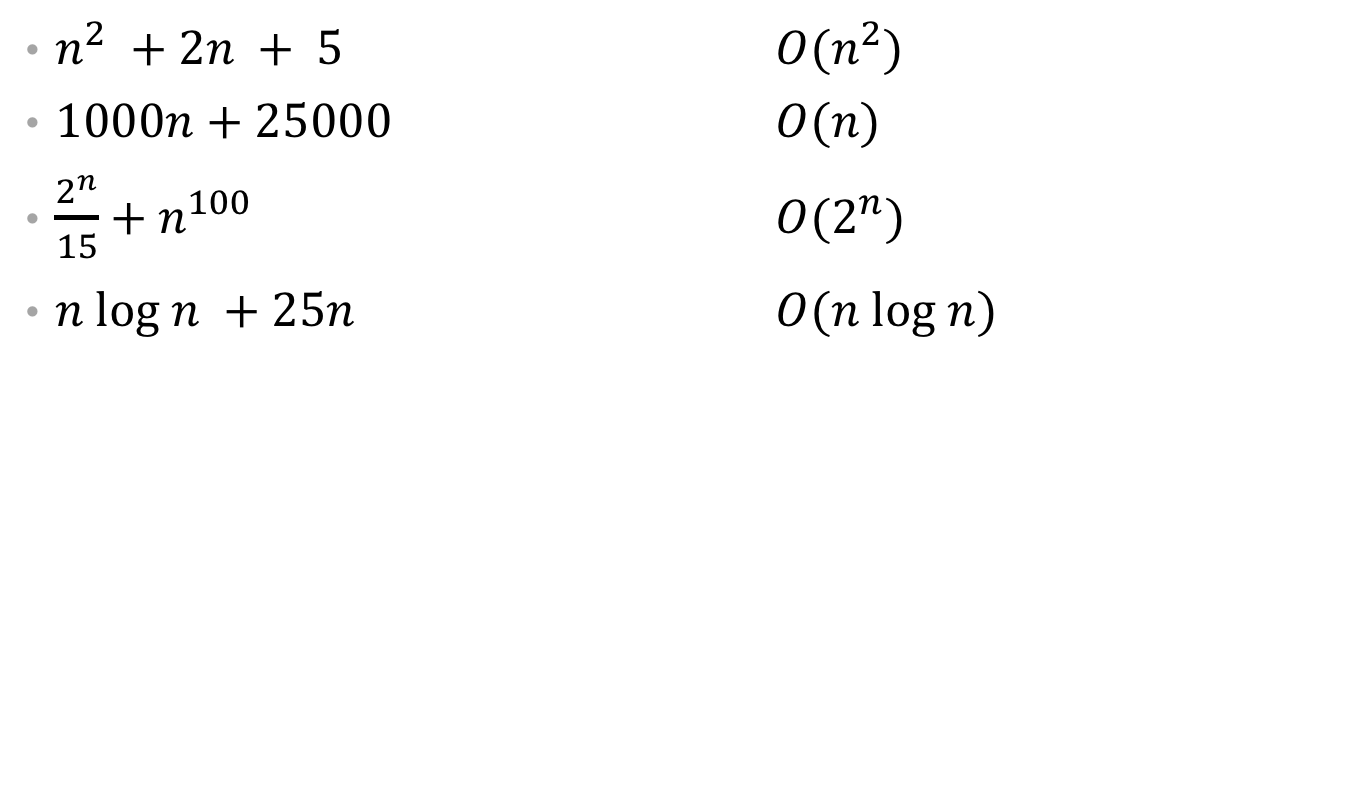 • n² + 2n + 5 O(n²)
• 1000n + 25000 O(n)
• 2ⁿ/15 + n¹⁰⁰ O(2ⁿ)
• n log n + 25n O(n log n)